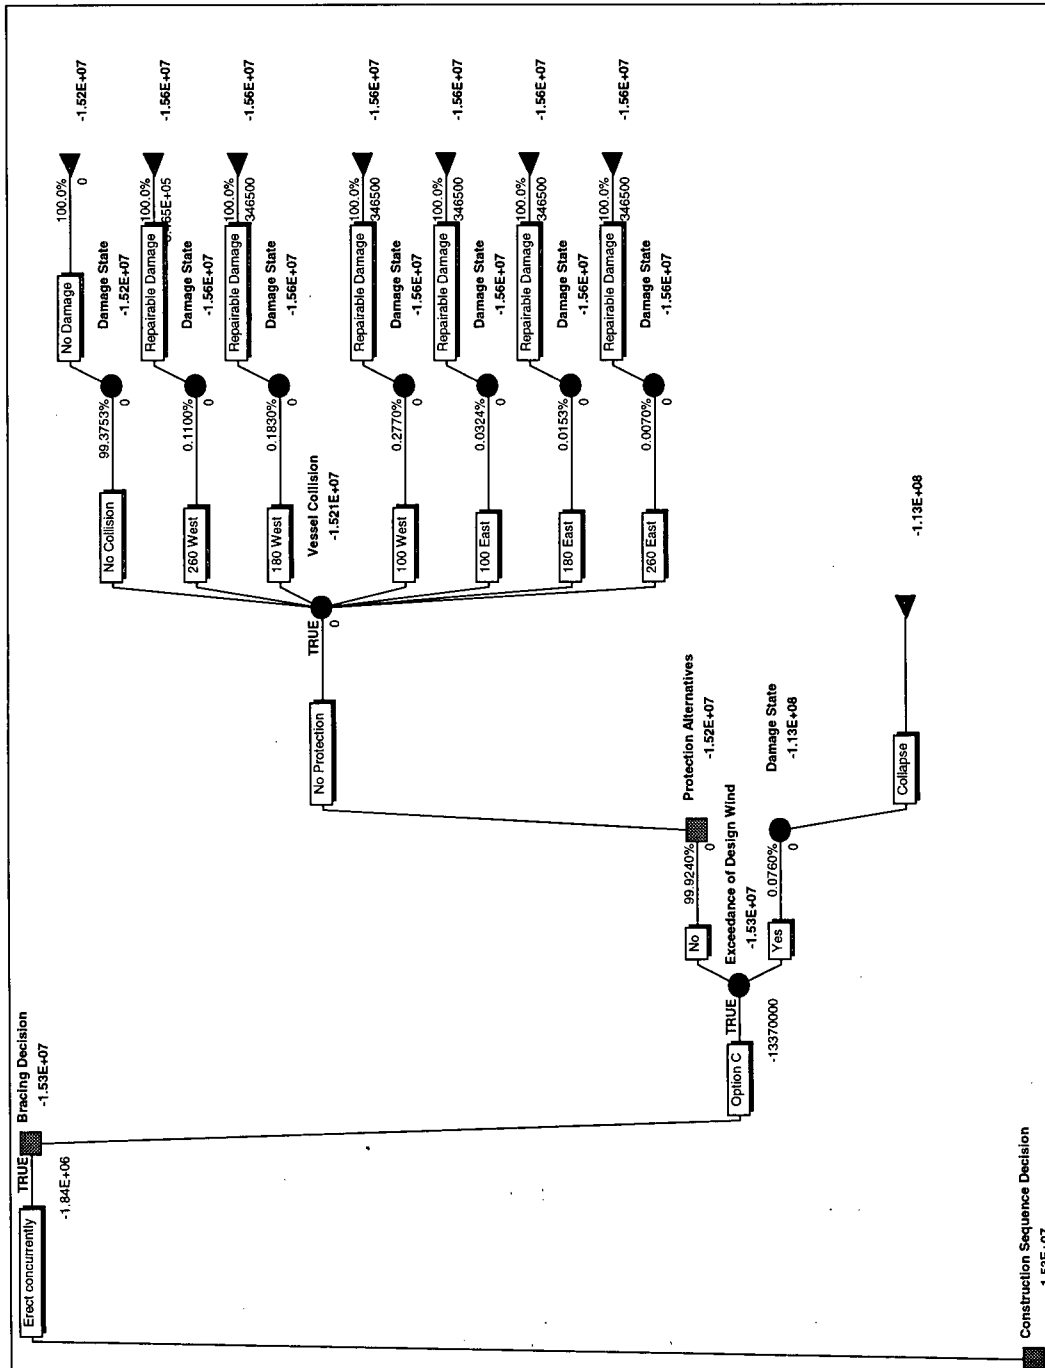 Construction Sequence Decision
Erect concurrently
TRUE
-1.84E+06
Bracing Decision
-1.53E+07
Option C
TRUE
-13370000
Exceedance of Design Wind
-1.53E+07
No
99.9240%
0
Protection Alternatives
-1.52E+07
Yes
0.0760%
0
Damage State
-1.13E+08
Collapse
-1.13E+08
No Protection
TRUE
0
Vessel Collision
-1.521E+07
No Collision
99.3753%
0
Damage State
-1.52E+07
No Damage
100.0%
0
-1.52E+07
260 West
0.1100%
0
Damage State
-1.56E+07
Repairable Damage
100.0%
-1.56E+07
180 West
0.1830%
0
Damage State
-1.56E+07
Repairable Damage
100.0%
346500
-1.56E+07
100 West
0.2770%
0
Damage State
-1.56E+07
Repairable Damage
100.0%
346500
-1.56E+07
100 East
0.0324%
0
Damage State
-1.56E+07
Repairable Damage
100.0%
346500
-1.56E+07
180 East
0.0153%
0
Damage State
-1.56E+07
Repairable Damage
100.0%
346500
-1.56E+07
260 East
0.0070%
0
Damage State
-1.56E+07
Repairable Damage
100.0%
346500
-1.56E+07